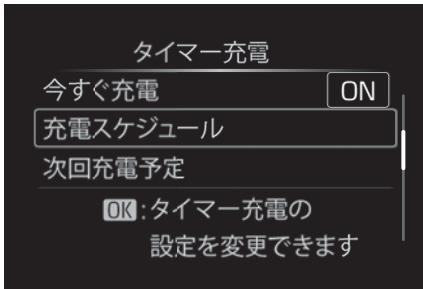 タイマー充電
今すぐ充電 ON
充電スケジュール
次回充電予定
OK:タイマー充電の
設定を変更できます